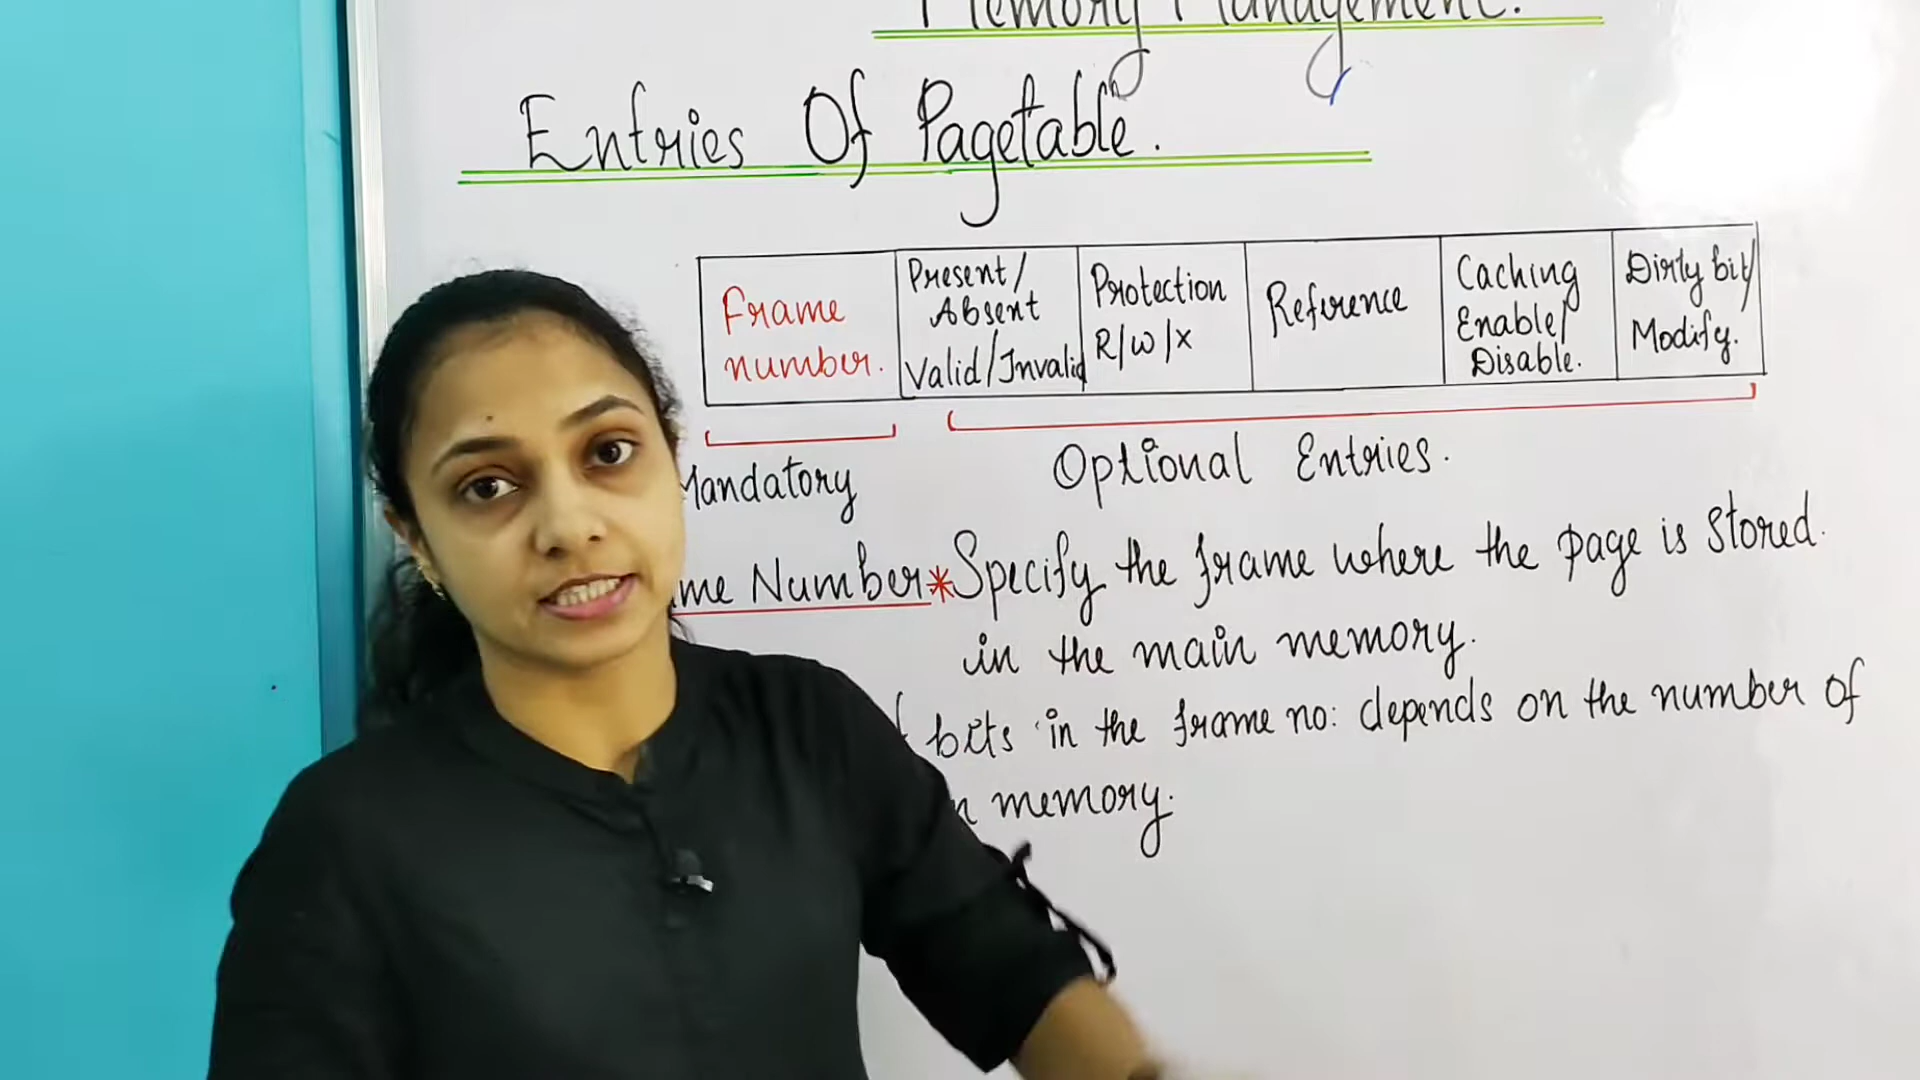 Memory Management.
Entries Of Pagetable.
Frame number.
Present/ Absent
Valid/Invalid
Protection
R/W/X
Reference
Caching
Enable/
Disable.
Dirty bit/
Modify.
Mandatory
Optional Entries.
Number * Specify the frame where the page is stored.
in the main memory.
bits in the frame no: depends on the number of
memory.